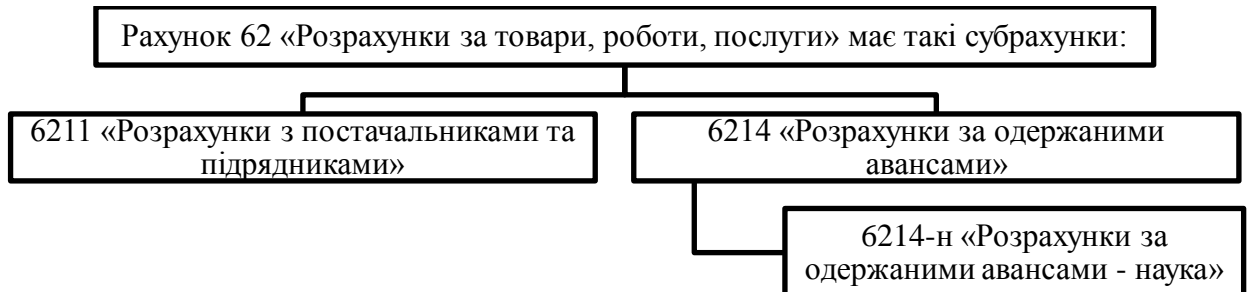 Рахунок 62 «Розрахунки за товари, роботи, послуги» має такі субрахунки:
6211 «Розрахунки з постачальниками та
підрядниками»
6214 «Розрахунки за одержаними
авансами»
6214-н «Розрахунки за
одержаними авансами - наука»